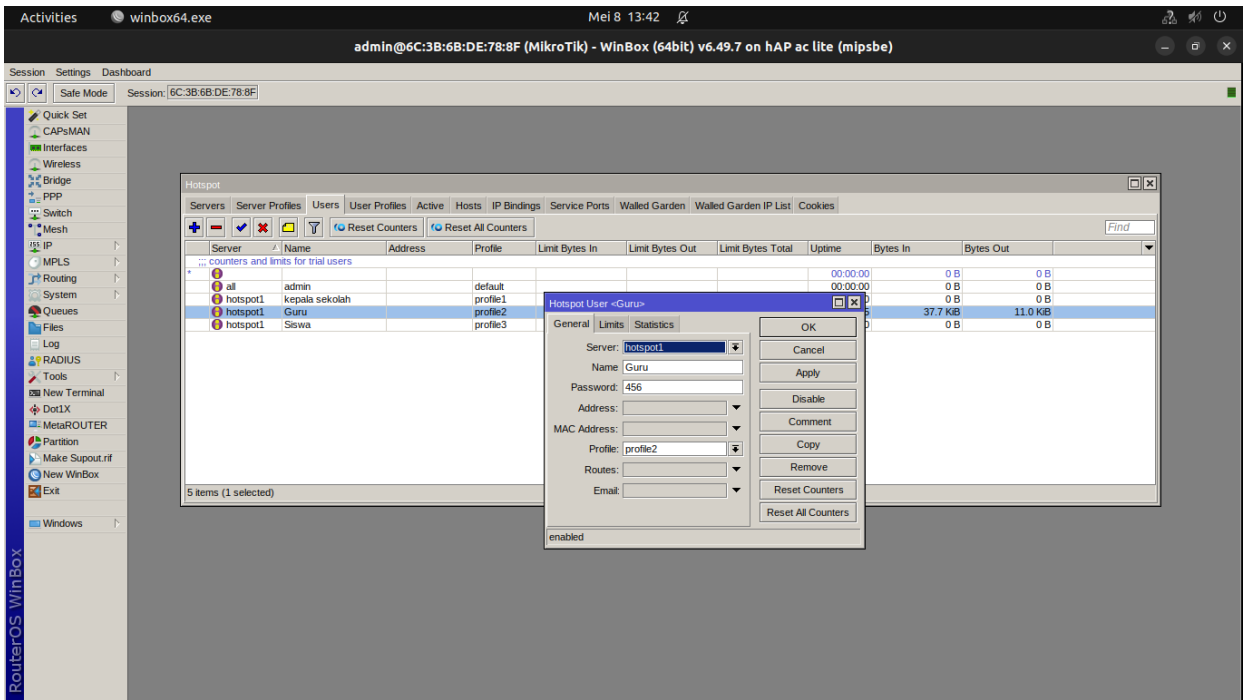 Activities winbox64.exe Mei 8 13:42
admin@6C:3B:6B:DE:78:8F (MikroTik) - WinBox (64bit) v6.49.7 on hAP ac lite (mipsbe)
Session Settings Dashboard
Safe Mode Session: 6C:3B:6B:DE:78:8F
Quick Set
CAPsMAN
Interfaces
Wireless
Bridge
PPP
Switch
Mesh
IP
MPLS
Routing
System
Queues
Files
Log
RADIUS
Tools
New Terminal
Dot1X
MetaROUTER
Partition
Make Supout.rif
New WinBox
Exit
Windows
RouterOS WinBox
Hotspot
Servers Server Profiles Users User Profiles Active Hosts IP Bindings Service Ports Walled Garden Walled Garden IP List Cookies
Reset Counters Reset All Counters Find
Server Name Address Profile Limit Bytes In Limit Bytes Out Limit Bytes Total Uptime Bytes In Bytes Out
;;; counters and limits for trial users
* 00:00:00 0 B 0 B
all admin default 00:00:00 0 B 0 B
hotspot1 kepala sekolah profile1 0 B 0 B
hotspot1 Guru profile2 37.7 KiB 11.0 KiB
hotspot1 Siswa profile3 0 B 0 B
5 items (1 selected)
Hotspot User <Guru>
General Limits Statistics
Server: hotspot1
Name Guru
Password: 456
Address:
MAC Address:
Profile: profile2
Routes:
Email:
OK
Cancel
Apply
Disable
Comment
Copy
Remove
Reset Counters
Reset All Counters
enabled